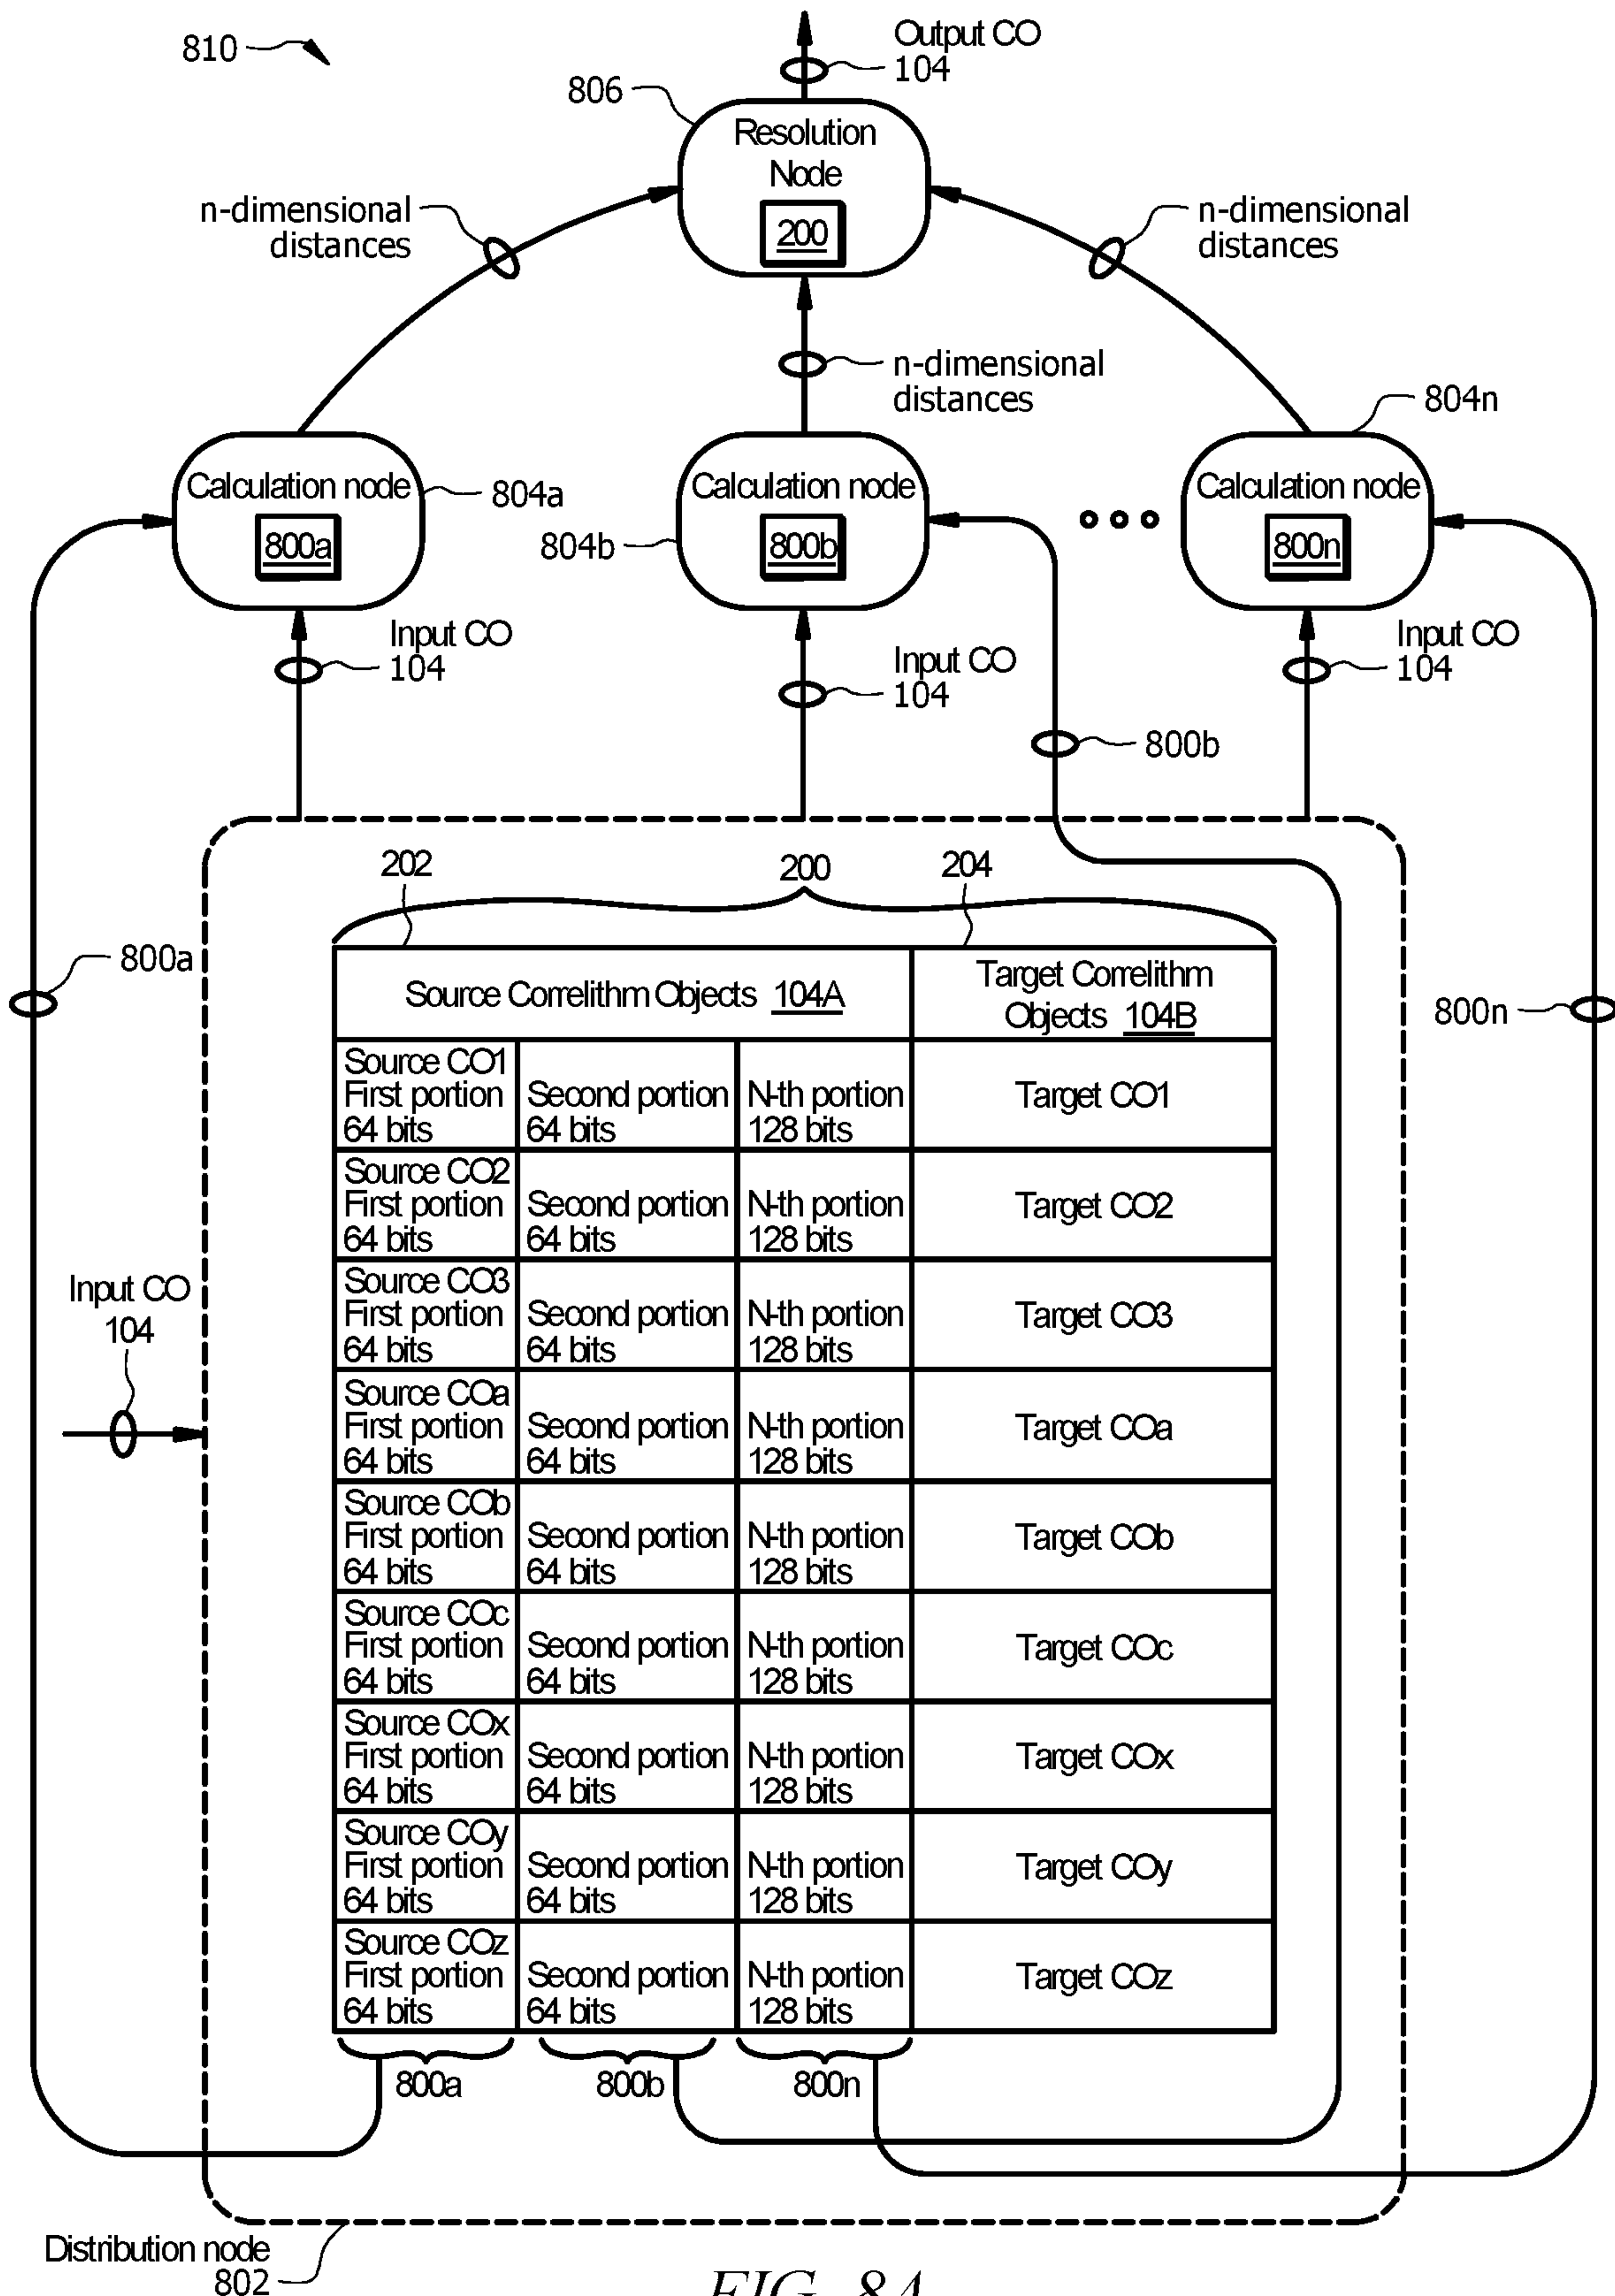 810
Output CO
104
806
Resolution
Node
200
n-dimensional
distances
n-dimensional
distances
n-dimensional
distances
804n
Calculation node
800a
804a
Calculation node
800b
804b
Calculation node
800n
Input CO
104
Input CO
104
Input CO
104
800b
202
200
204
800a
800n
Source Correlithm Objects 104A
Target Correlithm
Objects 104B
Source CO1
First portion
64 bits
Second portion
64 bits
N-th portion
128 bits
Target CO1
Source CO2
First portion
64 bits
Second portion
64 bits
N-th portion
128 bits
Target CO2
Source CO3
First portion
64 bits
Second portion
64 bits
N-th portion
128 bits
Target CO3
Input CO
104
Source COa
First portion
64 bits
Second portion
64 bits
N-th portion
128 bits
Target COa
Source COb
First portion
64 bits
Second portion
64 bits
N-th portion
128 bits
Target COb
Source COc
First portion
64 bits
Second portion
64 bits
N-th portion
128 bits
Target COc
Source COx
First portion
64 bits
Second portion
64 bits
N-th portion
128 bits
Target COx
Source COy
First portion
64 bits
Second portion
64 bits
N-th portion
128 bits
Target COy
Source COz
First portion
64 bits
Second portion
64 bits
N-th portion
128 bits
Target COz
800a
800b
800n
Distribution node
802
FIG. 8A